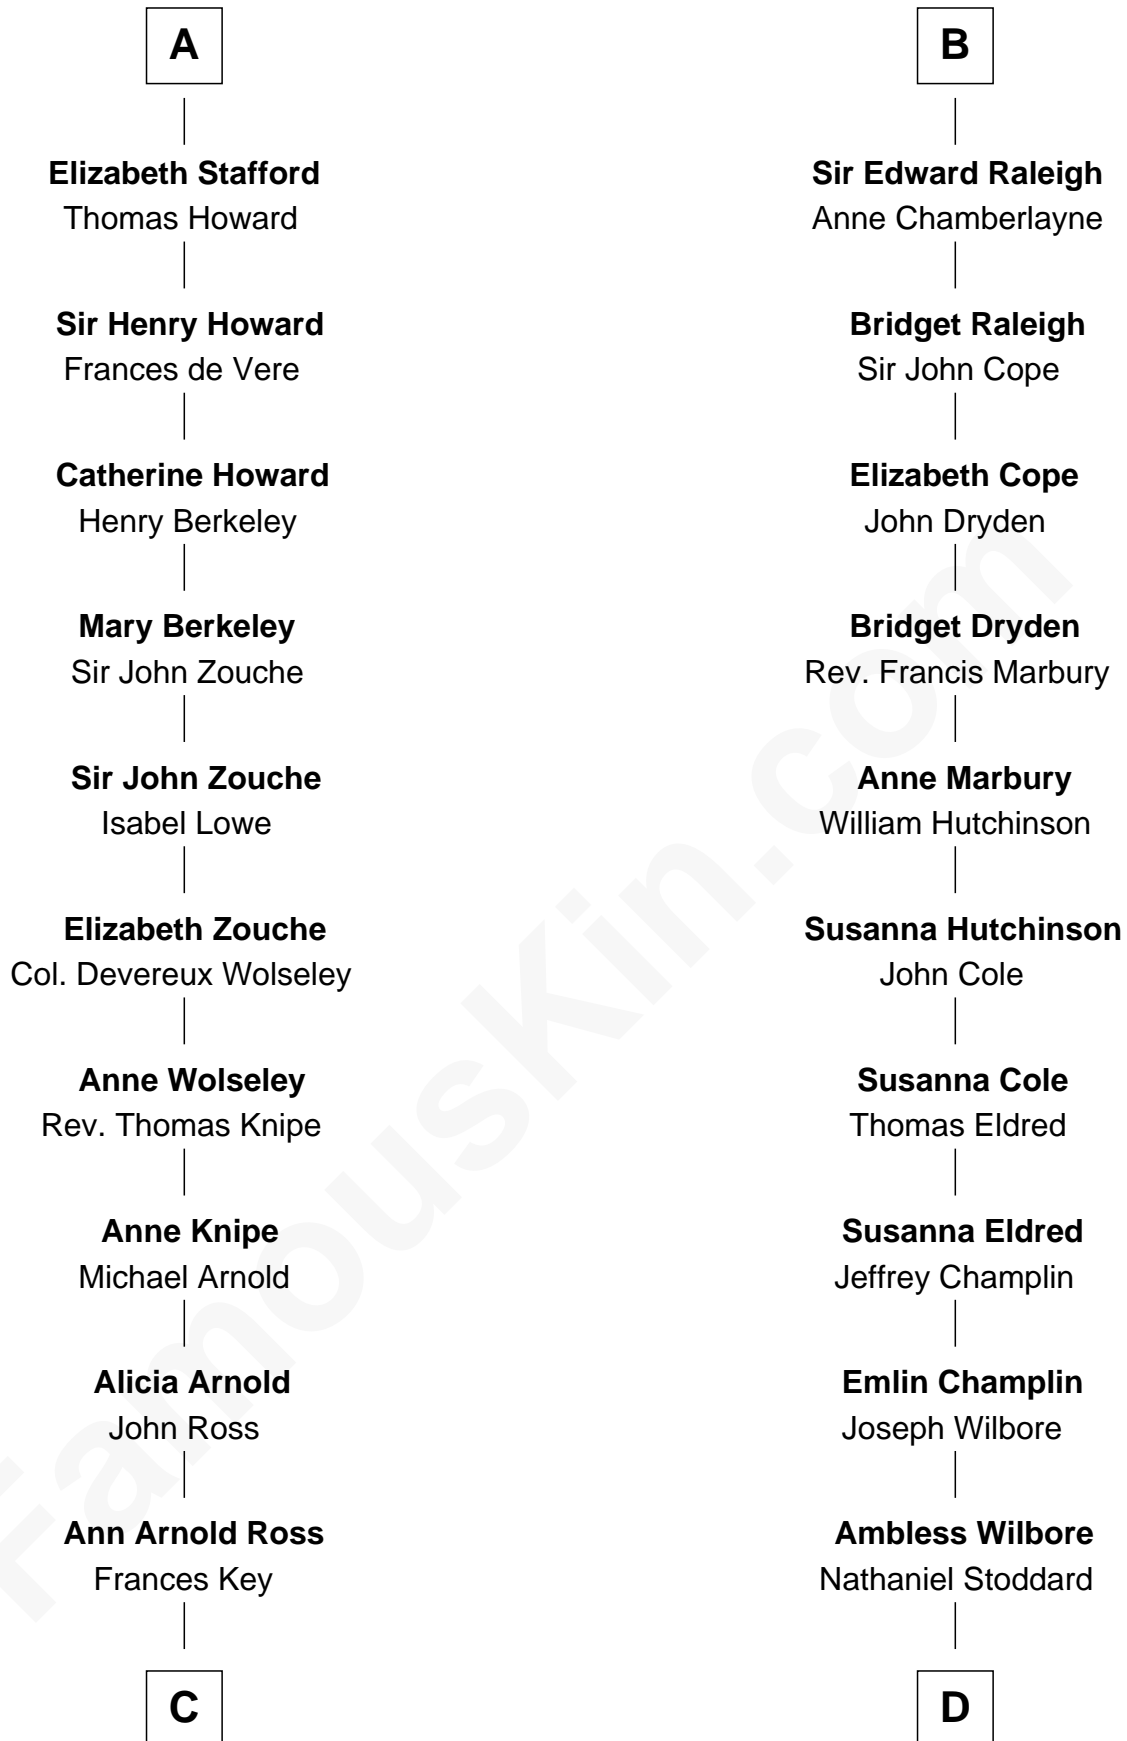 A
Elizabeth Stafford
Thomas Howard
Sir Henry Howard
Frances de Vere
Catherine Howard
Henry Berkeley
Mary Berkeley
Sir John Zouche
Sir John Zouche
Isabel Lowe
Elizabeth Zouche
Col. Devereux Wolseley
Anne Wolseley
Rev. Thomas Knipe
Anne Knipe
Michael Arnold
Alicia Arnold
John Ross
Ann Arnold Ross
Frances Key
C
B
Sir Edward Raleigh
Anne Chamberlayne
Bridget Raleigh
Sir John Cope
Elizabeth Cope
John Dryden
Bridget Dryden
Rev. Francis Marbury
Anne Marbury
William Hutchinson
Susanna Hutchinson
John Cole
Susanna Cole
Thomas Eldred
Susanna Eldred
Jeffrey Champlin
Emlin Champlin
Joseph Wilbore
Ambless Wilbore
Nathaniel Stoddard
D
FamousKin.com